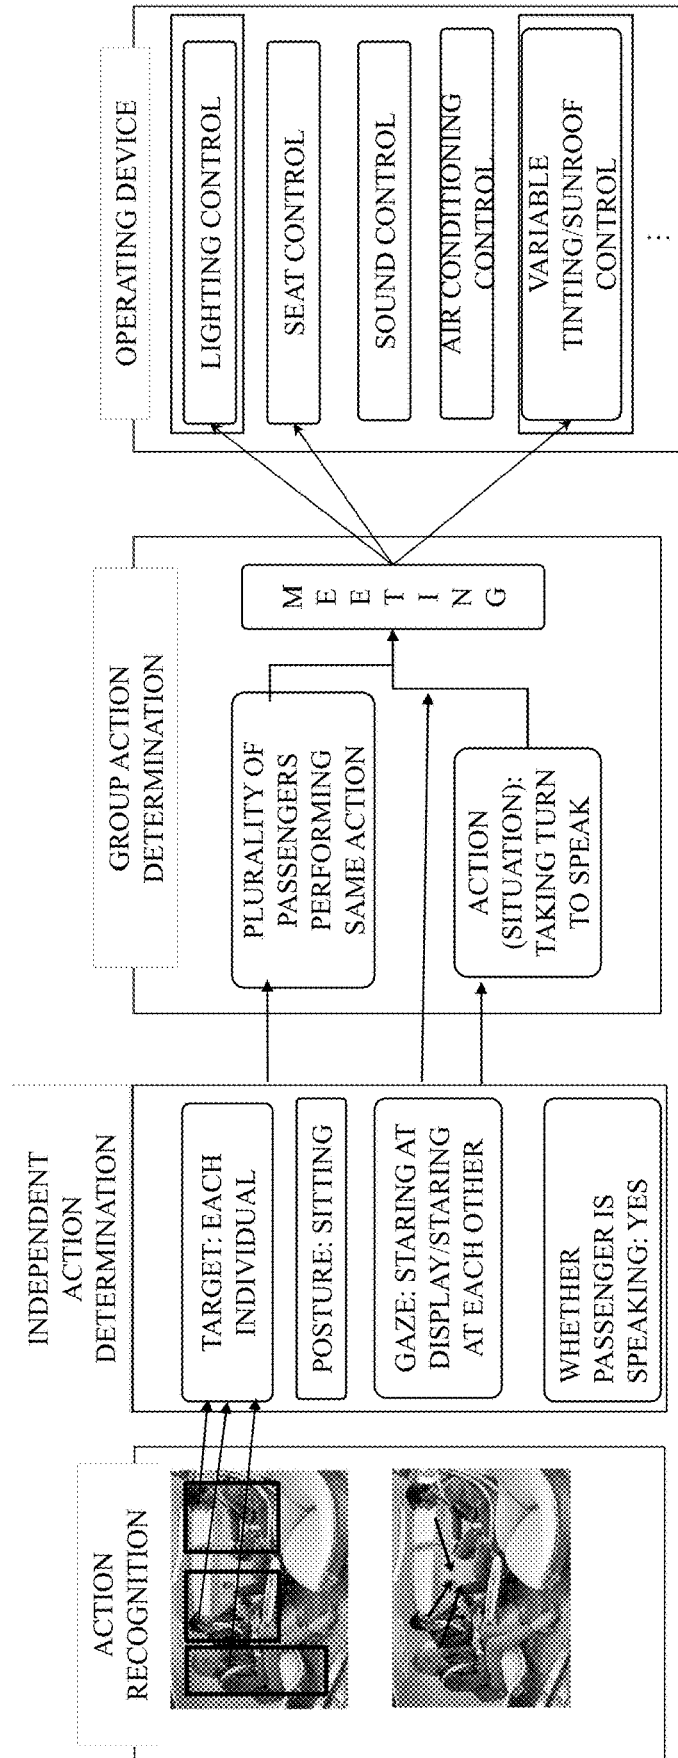 ACTION
RECOGNITION
INDEPENDENT
ACTION
DETERMINATION
TARGET: EACH
INDIVIDUAL
POSTURE: SITTING
GAZE: STARING AT
DISPLAY/STARING
AT EACH OTHER
WHETHER
PASSENGER IS
SPEAKING: YES
GROUP ACTION
DETERMINATION
PLURALITY OF
PASSENGERS
PERFORMING
SAME ACTION
ACTION
(SITUATION):
TAKING TURN
TO SPEAK
MEETING
OPERATING DEVICE
LIGHTING CONTROL
SEAT CONTROL
SOUND CONTROL
AIR CONDITIONING
CONTROL
VARIABLE
TINTING/SUNROOF
CONTROL
...